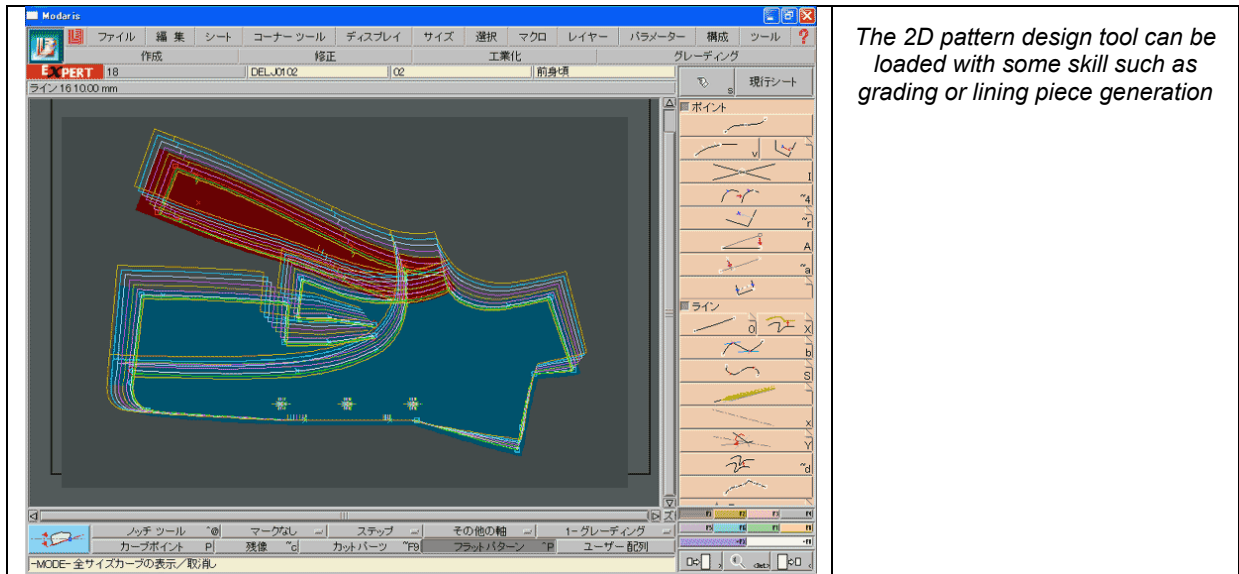 Modaris
ファイル 編 集 シート コーナー ツール ディスプレイ サイズ 選択 マクロ レイヤー パラメーター 構成 ツール ?
作成 修正 工業化 グレーディング
EXPERT 18 DELJ0102 02 前身頃
ライン 16 10.00 mm
s 現行シート
ポイント
v
I
~4
~r
A
~a
ライン
0 X
b
S
x
Y
~d
ノッチ ツール ^@ マークなし ステップ その他の軸 1- グレーディング
カーブポイント P 残像 ~c カットパーツ ~F9 フラットパターン ^P ユーザー 配列
-MODE- 全サイズカーブの表示／取消し
The 2D pattern design tool can be
loaded with some skill such as
grading or lining piece generation